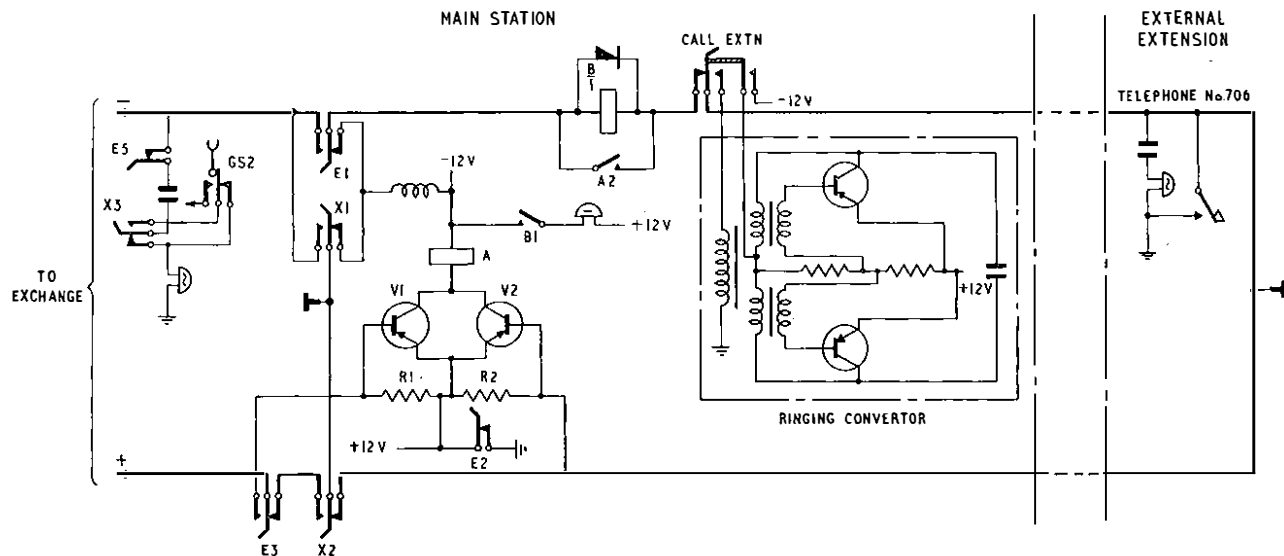 MAIN STATION
EXTERNAL
EXTENSION
CALL EXTN
B
1
-12V
TELEPHONE No.706
−
E5
GS2
E1
A2
-12V
X3
X1
B1
+12V
A
TO
EXCHANGE
V1
V2
+12V
R1
R2
RINGING CONVERTOR
+12V
E2
+
E3
X2